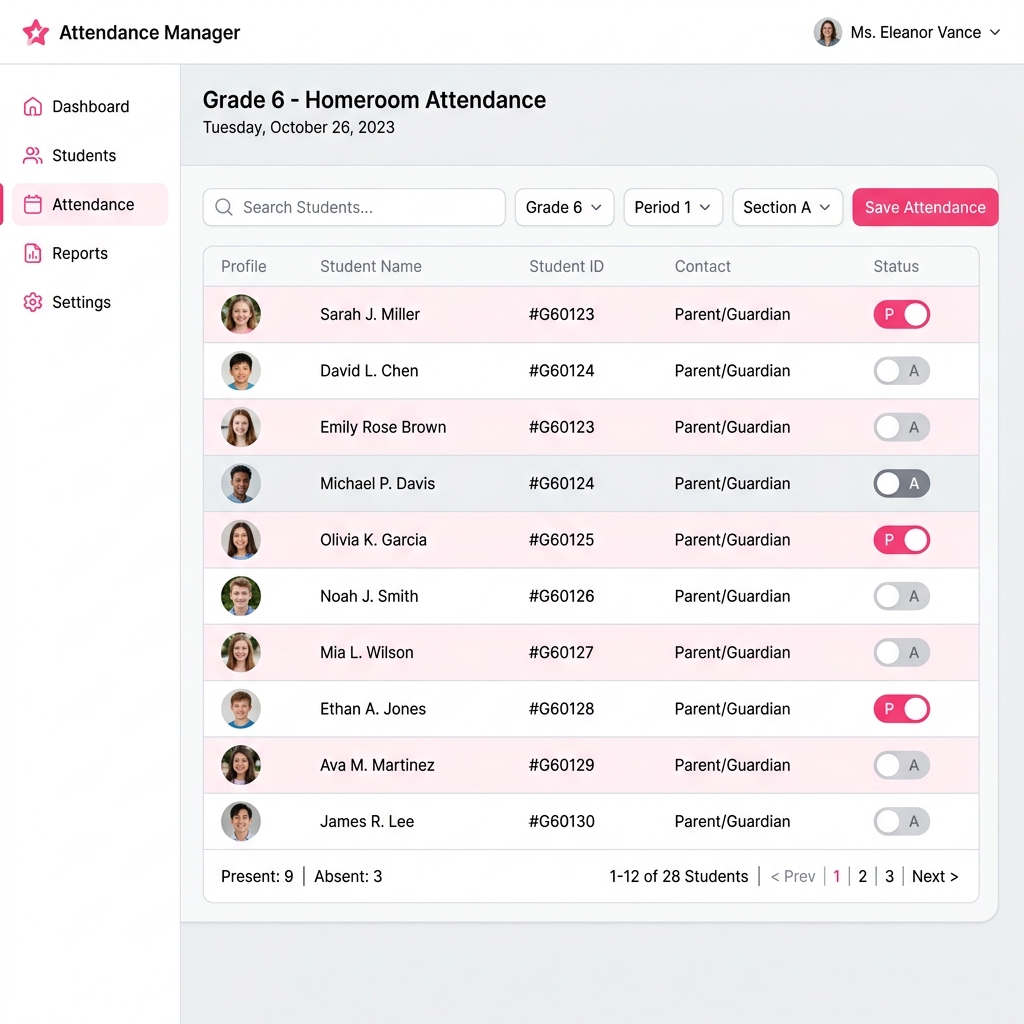 Attendance Manager
Ms. Eleanor Vance
Dashboard
Students
Attendance
Reports
Settings
Grade 6 - Homeroom Attendance
Tuesday, October 26, 2023
Search Students... Grade 6 Period 1 Section A Save Attendance
Profile Student Name Student ID Contact Status
Sarah J. Miller #G60123 Parent/Guardian P
David L. Chen #G60124 Parent/Guardian A
Emily Rose Brown #G60123 Parent/Guardian A
Michael P. Davis #G60124 Parent/Guardian A
Olivia K. Garcia #G60125 Parent/Guardian P
Noah J. Smith #G60126 Parent/Guardian A
Mia L. Wilson #G60127 Parent/Guardian A
Ethan A. Jones #G60128 Parent/Guardian P
Ava M. Martinez #G60129 Parent/Guardian A
James R. Lee #G60130 Parent/Guardian A
Present: 9 | Absent: 3 1-12 of 28 Students | < Prev | 1 | 2 | 3 | Next >